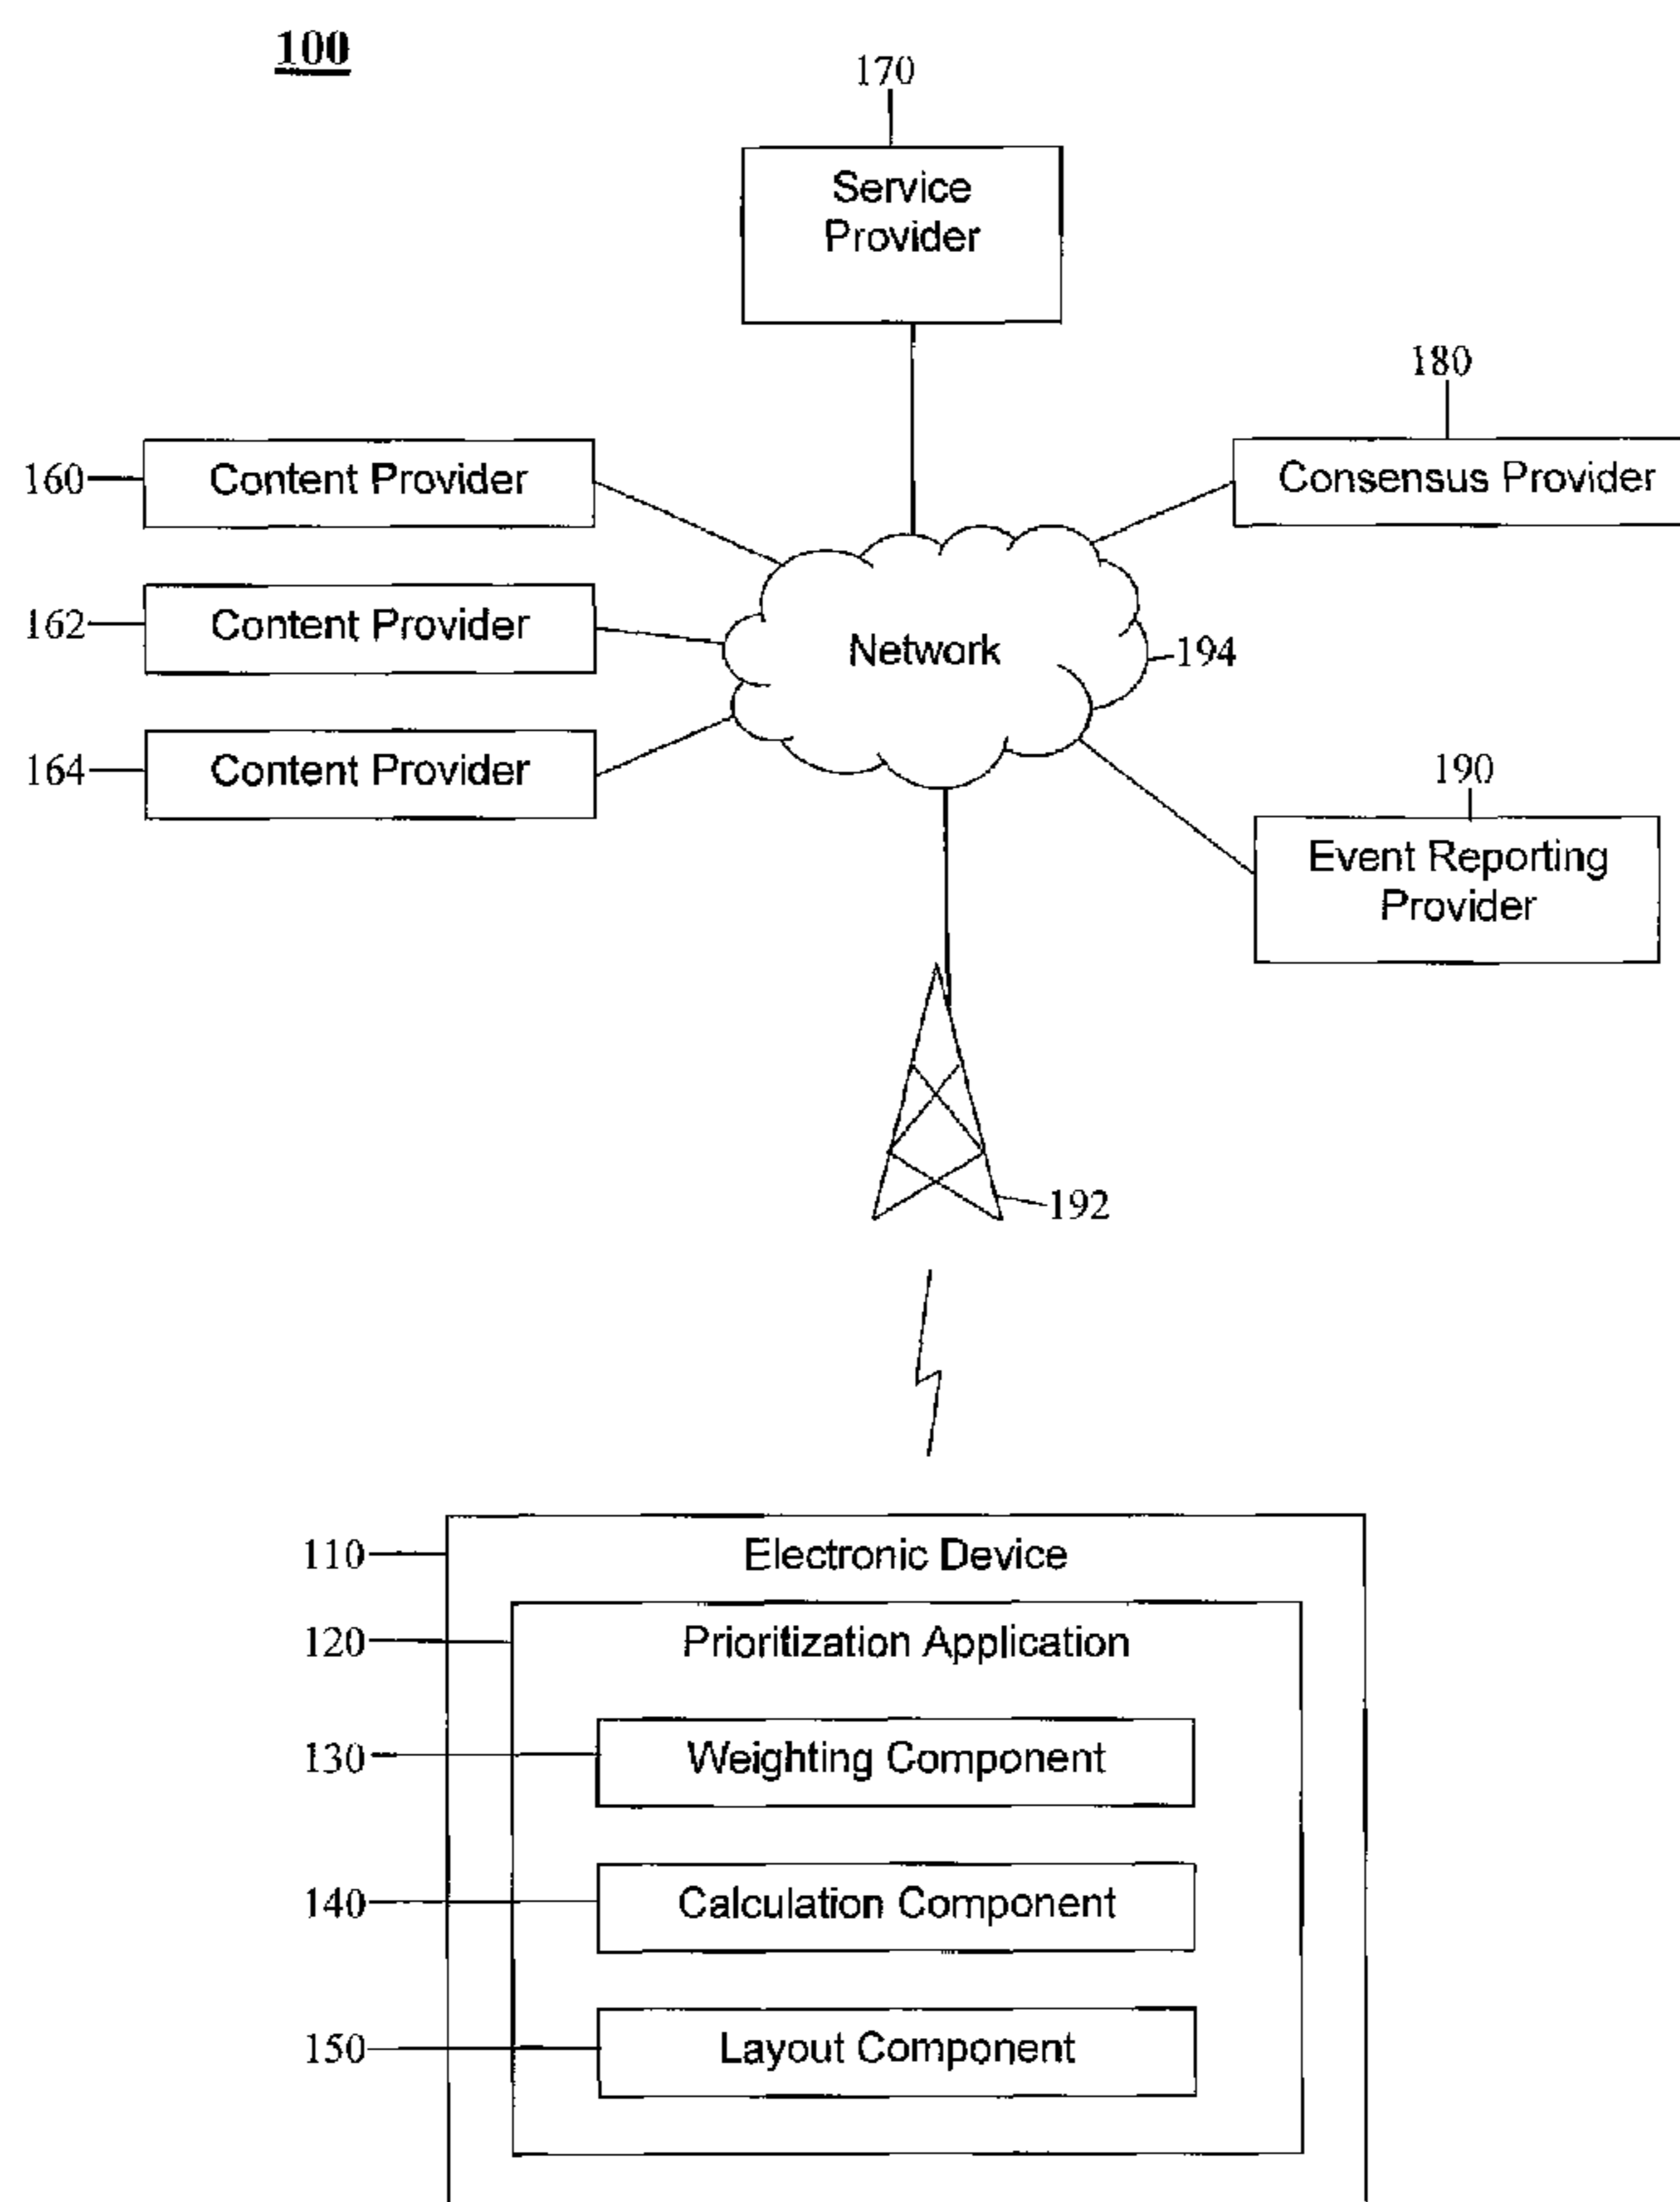 100
170
Service
Provider
180
160
Content Provider
Consensus Provider
162
Content Provider
Network
194
164
Content Provider
190
Event Reporting
Provider
192
110
Electronic Device
120
Prioritization Application
130
Weighting Component
140
Calculation Component
150
Layout Component